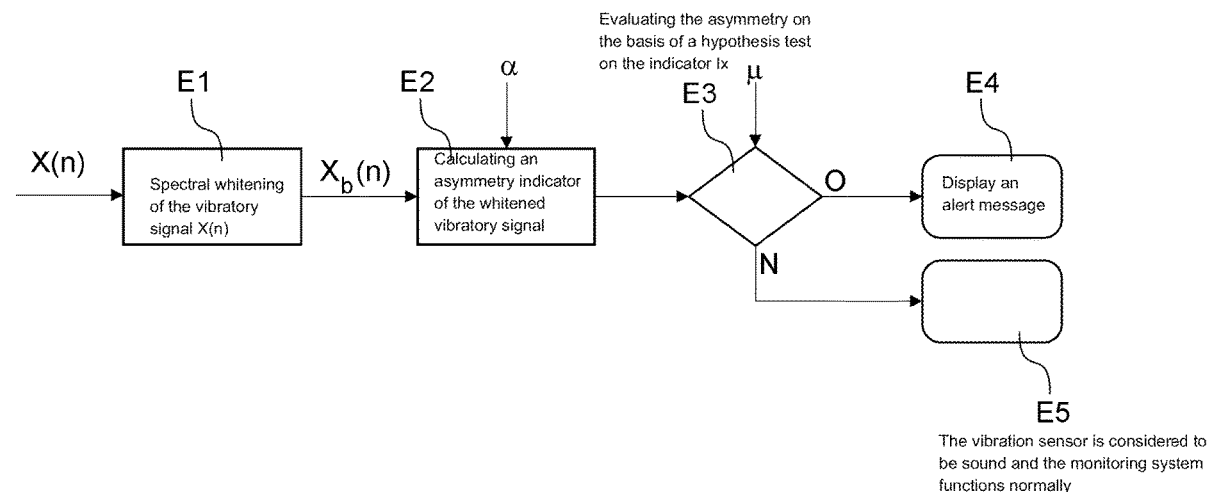 Evaluating the asymmetry on
the basis of a hypothesis test
on the indicator Ix
E1
E2
α
E3
μ
E4
X(n)
Spectral whitening
of the vibratory
signal X(n)
Xb(n)
Calculating an
asymmetry indicator
of the whitened
vibratory signal
O
Display an
alert message
N
E5
The vibration sensor is considered to
be sound and the monitoring system
functions normally